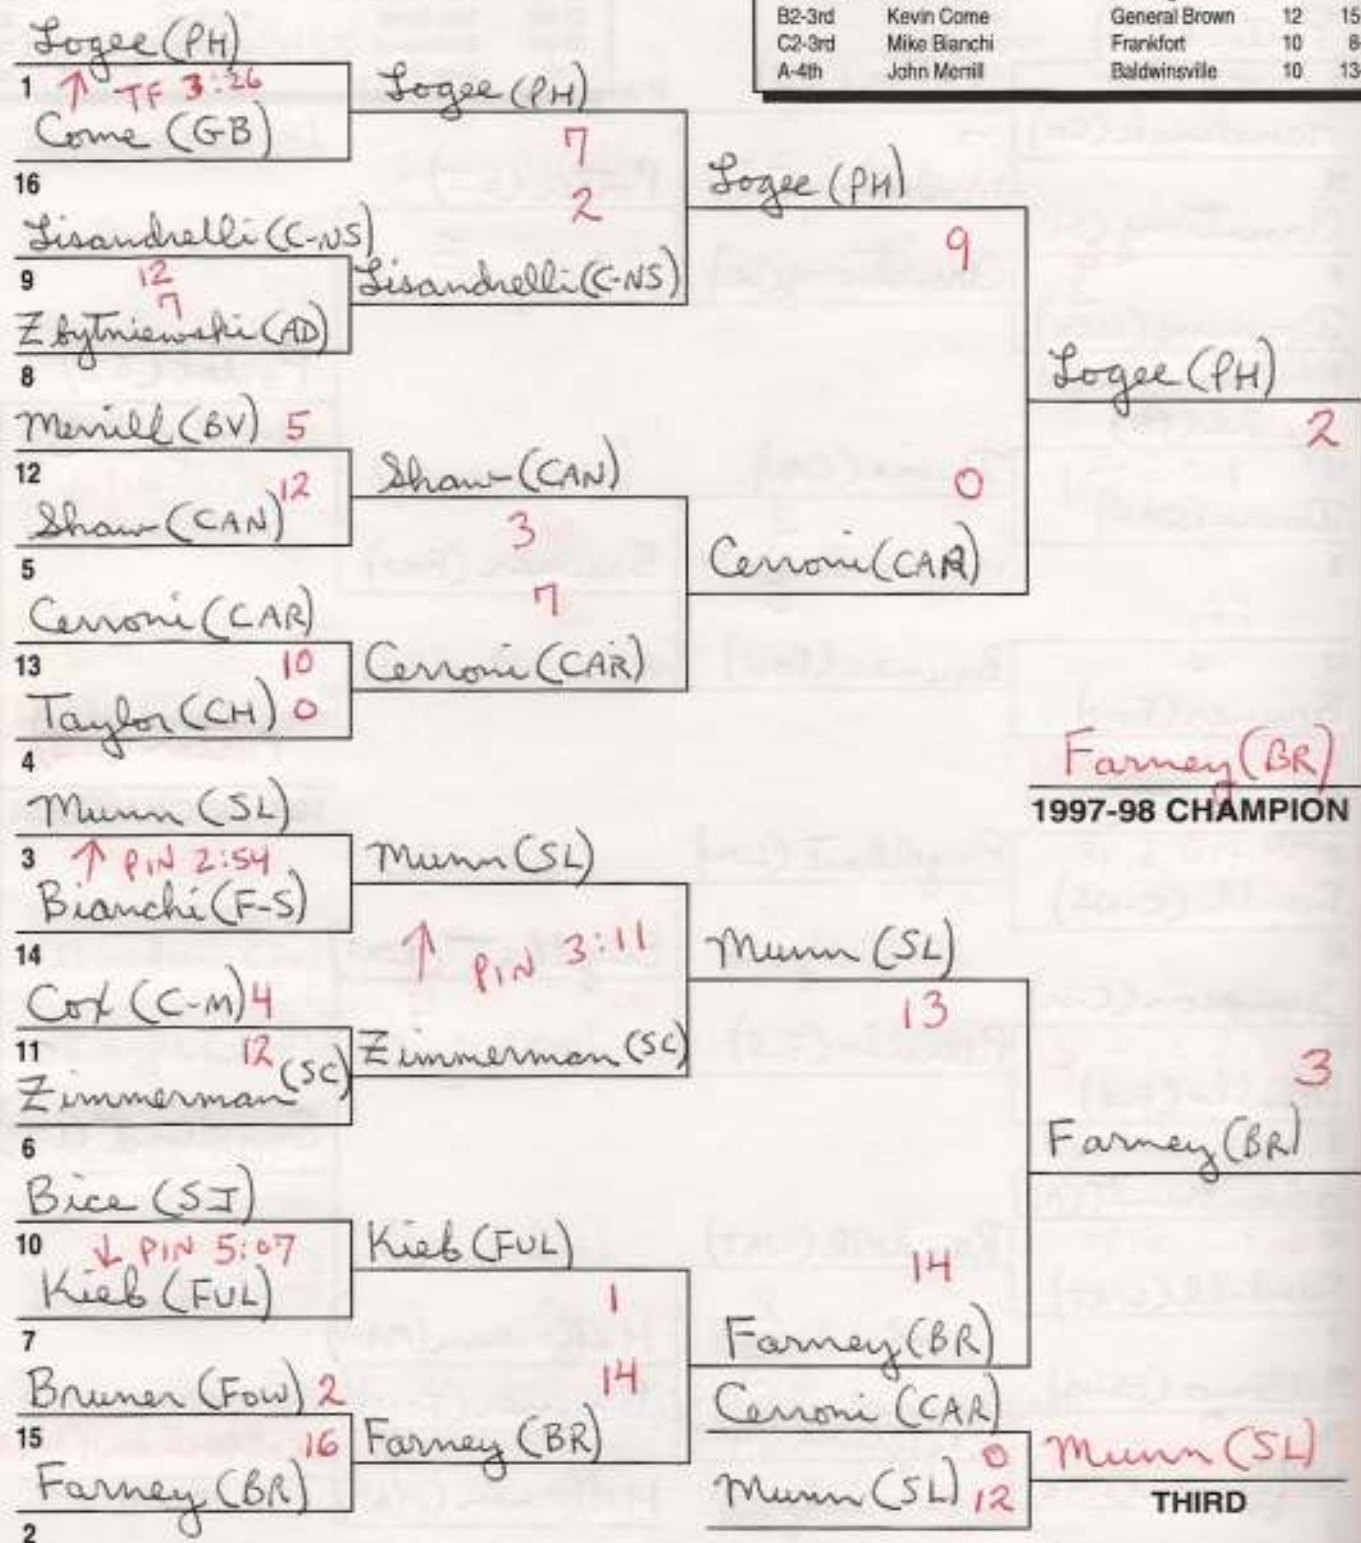 B2-3rd Kevin Come General Brown 12 15
C2-3rd Mike Bianchi Frankfort 10 8-
A-4th John Merrill Baldwinsville 10 13-
Logee (PH)
1 ↑ TF 3:26
Come (GB)
16
Lisandrelli (C-NS)
9 12
7
Zbytniewski (AD)
8
Merrill (BV) 5
12
Shaw (CAN) 12
5
Cerroni (CAR)
13 10
Taylor (CH) 0
4
Munn (SL)
3 ↑ PIN 2:54
Bianchi (F-S)
14
Cox (C-M) 4
11 12
Zimmerman (SC)
6
Bice (SJ)
10 ↓ PIN 5:07
Kieb (FUL)
7
Bruner (FOW) 2
15 16
Farney (BR)
2
Logee (PH)
7
2
Lisandrelli (C-NS)
Shaw (CAN)
3
7
Cerroni (CAR)
Munn (SL)
↑ PIN 3:11
Zimmerman (SC)
Kieb (FUL)
1
14
Farney (BR)
Logee (PH)
9
0
Cerroni (CAR)
Munn (SL)
13
14
Farney (BR)
Logee (PH)
2
3
Farney (BR)
Farney (BR)
1997-98 CHAMPION
Cerroni (CAR)
0
Munn (SL) 12
Munn (SL)
THIRD